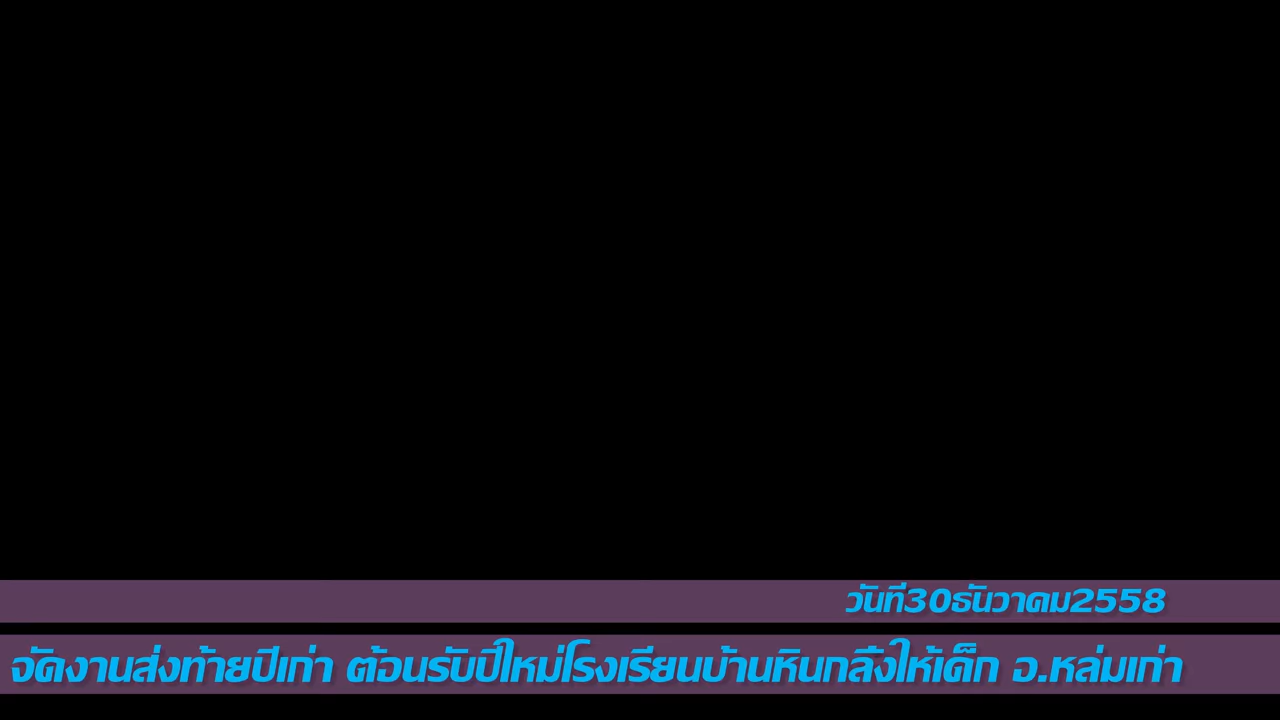 วันที่30ธันวาคม2558
จัดงานส่งท้ายปีเก่า ต้อนรับปีใหม่โรงเรียนบ้านหินกลิ้งให้เด็ก อ.หล่มเก่า